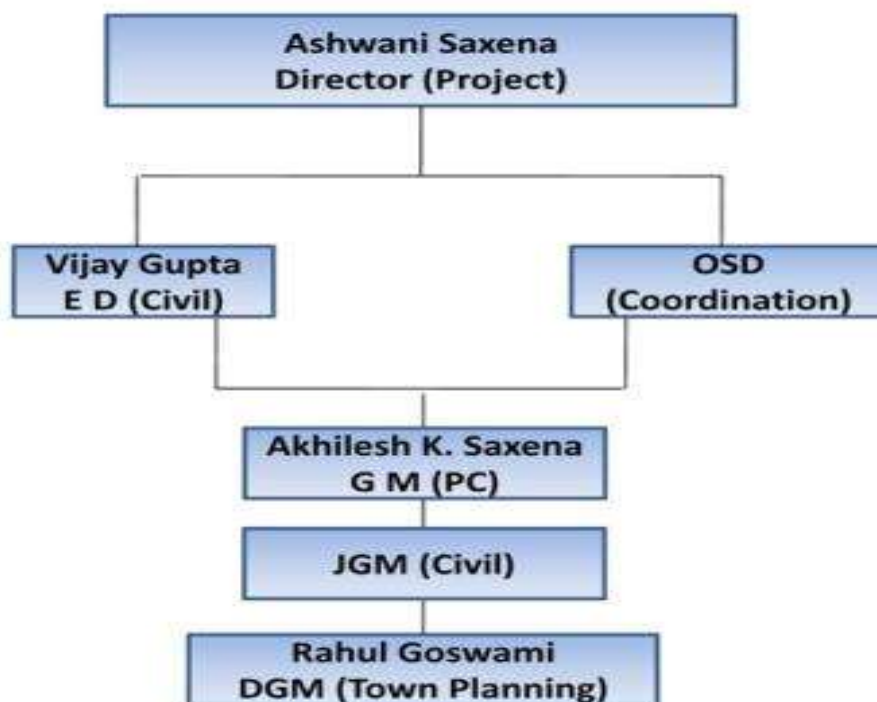 Ashwani Saxena
Director (Project)
Vijay Gupta
E D (Civil)
OSD
(Coordination)
Akhilesh K. Saxena
G M (PC)
JGM (Civil)
Rahul Goswami
DGM (Town Planning)